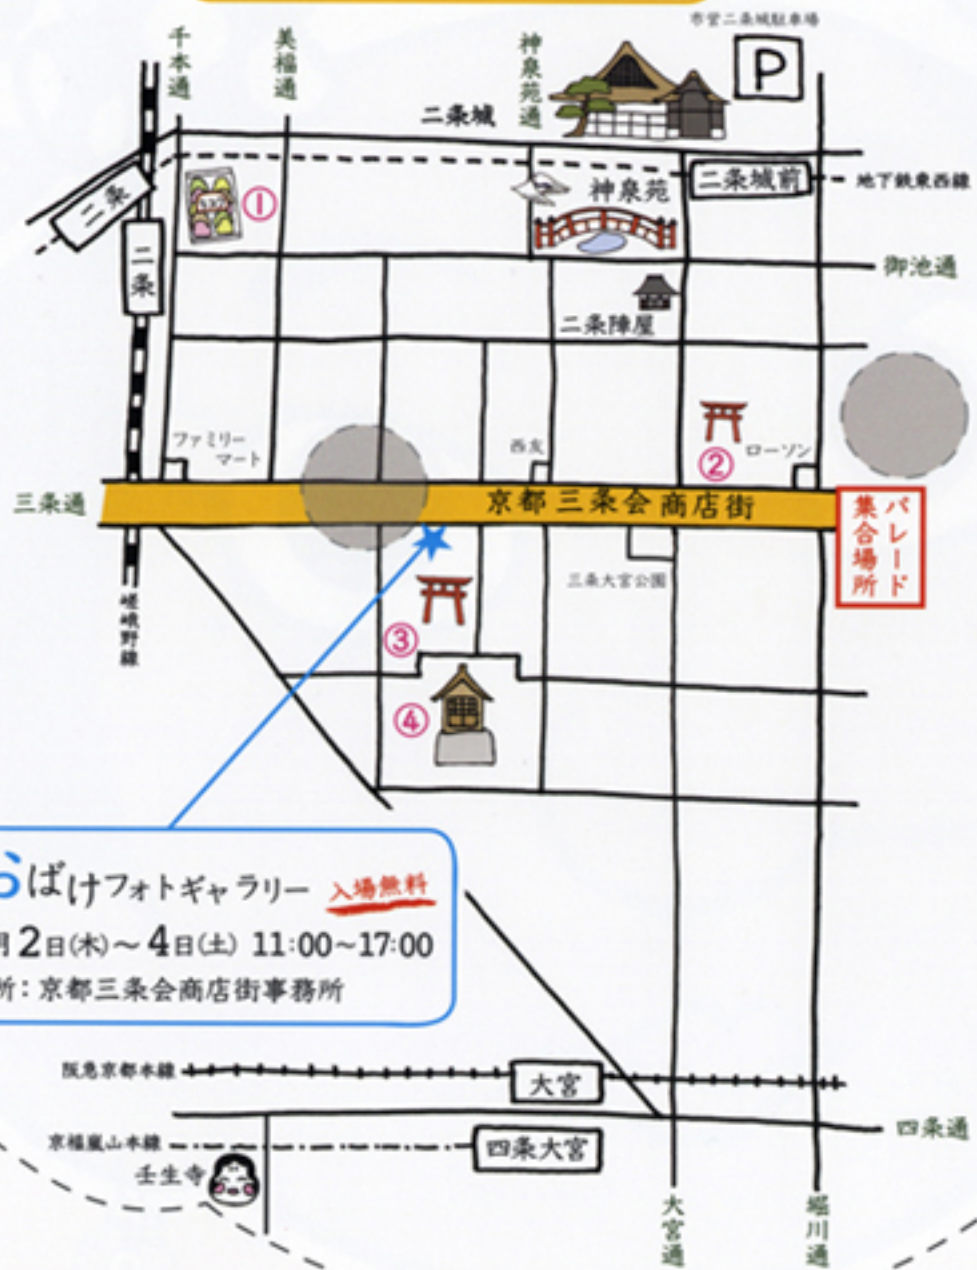 市営二条城駐車場
P
千本通
美福通
神泉苑通
二条城
二条
二条
①
神泉苑
二条城前
地下鉄東西線
御池通
二条陣屋
ファミリー
マート
西友
②
ローソン
三条通
京都三条会商店街
パレード
集合場所
三条大宮公園
嵯峨野線
③
④
らばけフォトギャラリー 入場無料
月2日(木)〜4日(土) 11:00〜17:00
所：京都三条会商店街事務所
阪急京都本線
大宮
四条通
京福嵐山本線
四条大宮
壬生寺
大宮通
堀川通